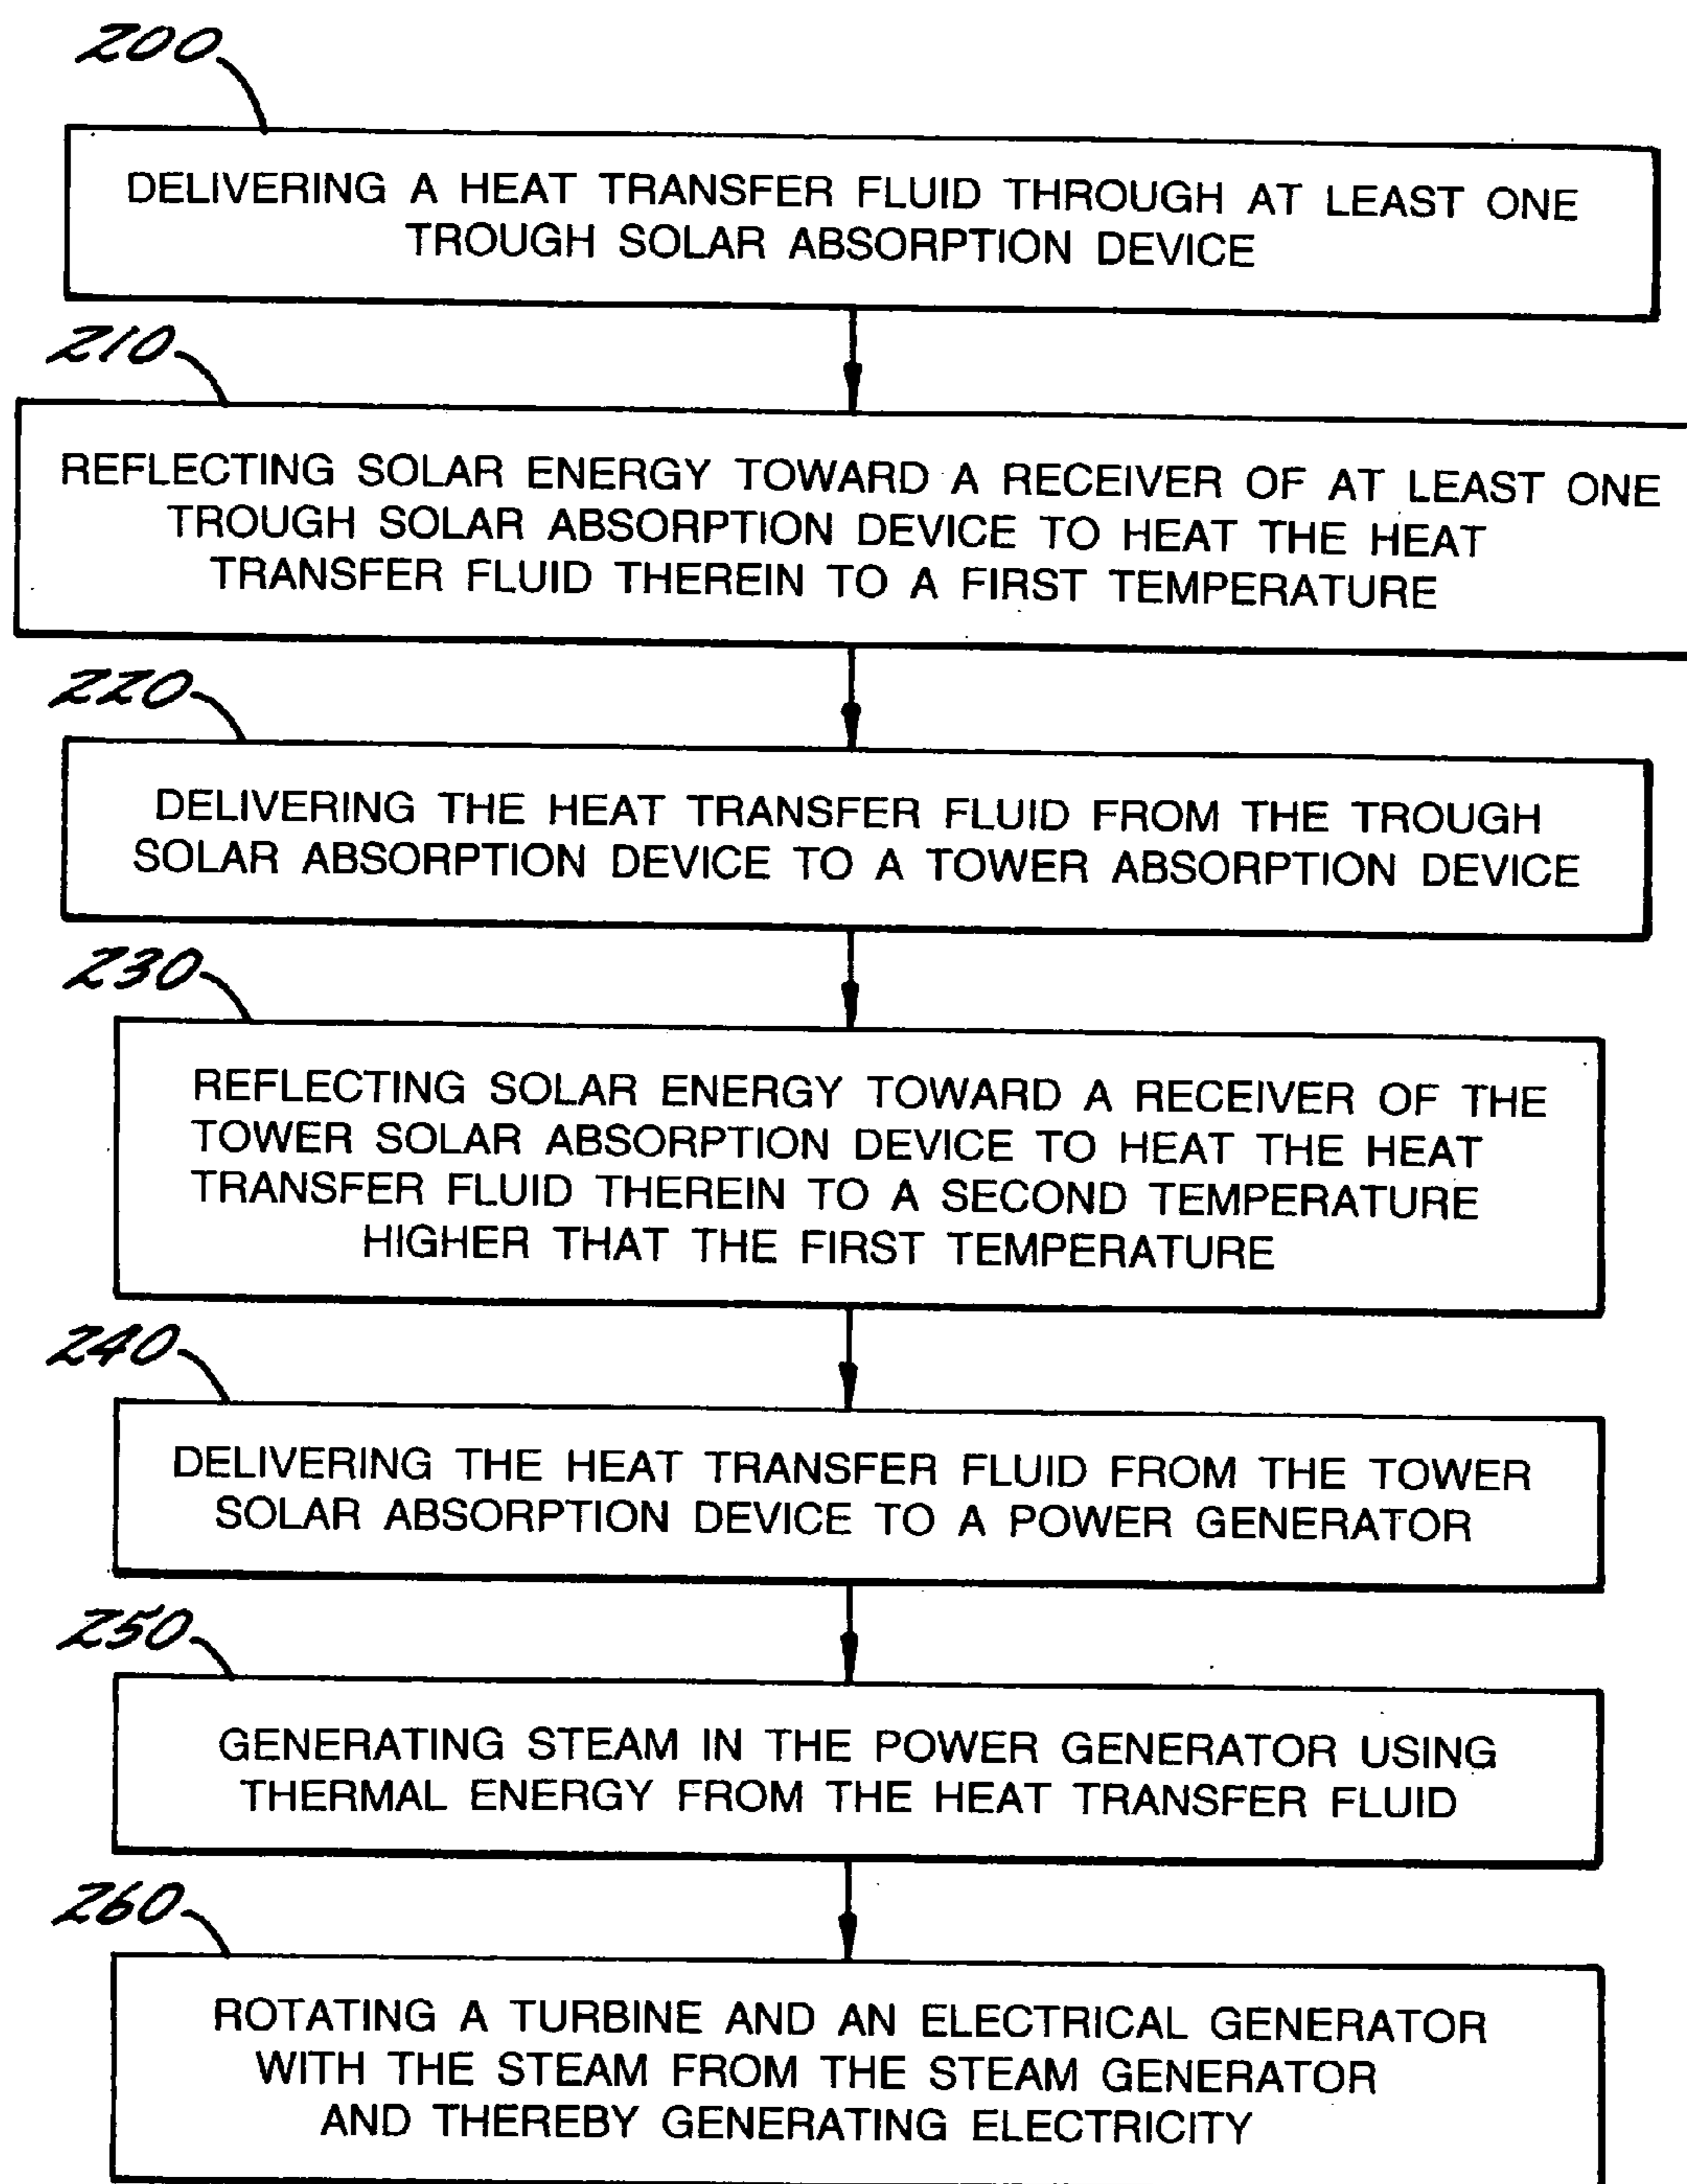 200
DELIVERING A HEAT TRANSFER FLUID THROUGH AT LEAST ONE
TROUGH SOLAR ABSORPTION DEVICE
210
REFLECTING SOLAR ENERGY TOWARD A RECEIVER OF AT LEAST ONE
TROUGH SOLAR ABSORPTION DEVICE TO HEAT THE HEAT
TRANSFER FLUID THEREIN TO A FIRST TEMPERATURE
220
DELIVERING THE HEAT TRANSFER FLUID FROM THE TROUGH
SOLAR ABSORPTION DEVICE TO A TOWER ABSORPTION DEVICE
230
REFLECTING SOLAR ENERGY TOWARD A RECEIVER OF THE
TOWER SOLAR ABSORPTION DEVICE TO HEAT THE HEAT
TRANSFER FLUID THEREIN TO A SECOND TEMPERATURE
HIGHER THAT THE FIRST TEMPERATURE
240
DELIVERING THE HEAT TRANSFER FLUID FROM THE TOWER
SOLAR ABSORPTION DEVICE TO A POWER GENERATOR
250
GENERATING STEAM IN THE POWER GENERATOR USING
THERMAL ENERGY FROM THE HEAT TRANSFER FLUID
260
ROTATING A TURBINE AND AN ELECTRICAL GENERATOR
WITH THE STEAM FROM THE STEAM GENERATOR
AND THEREBY GENERATING ELECTRICITY